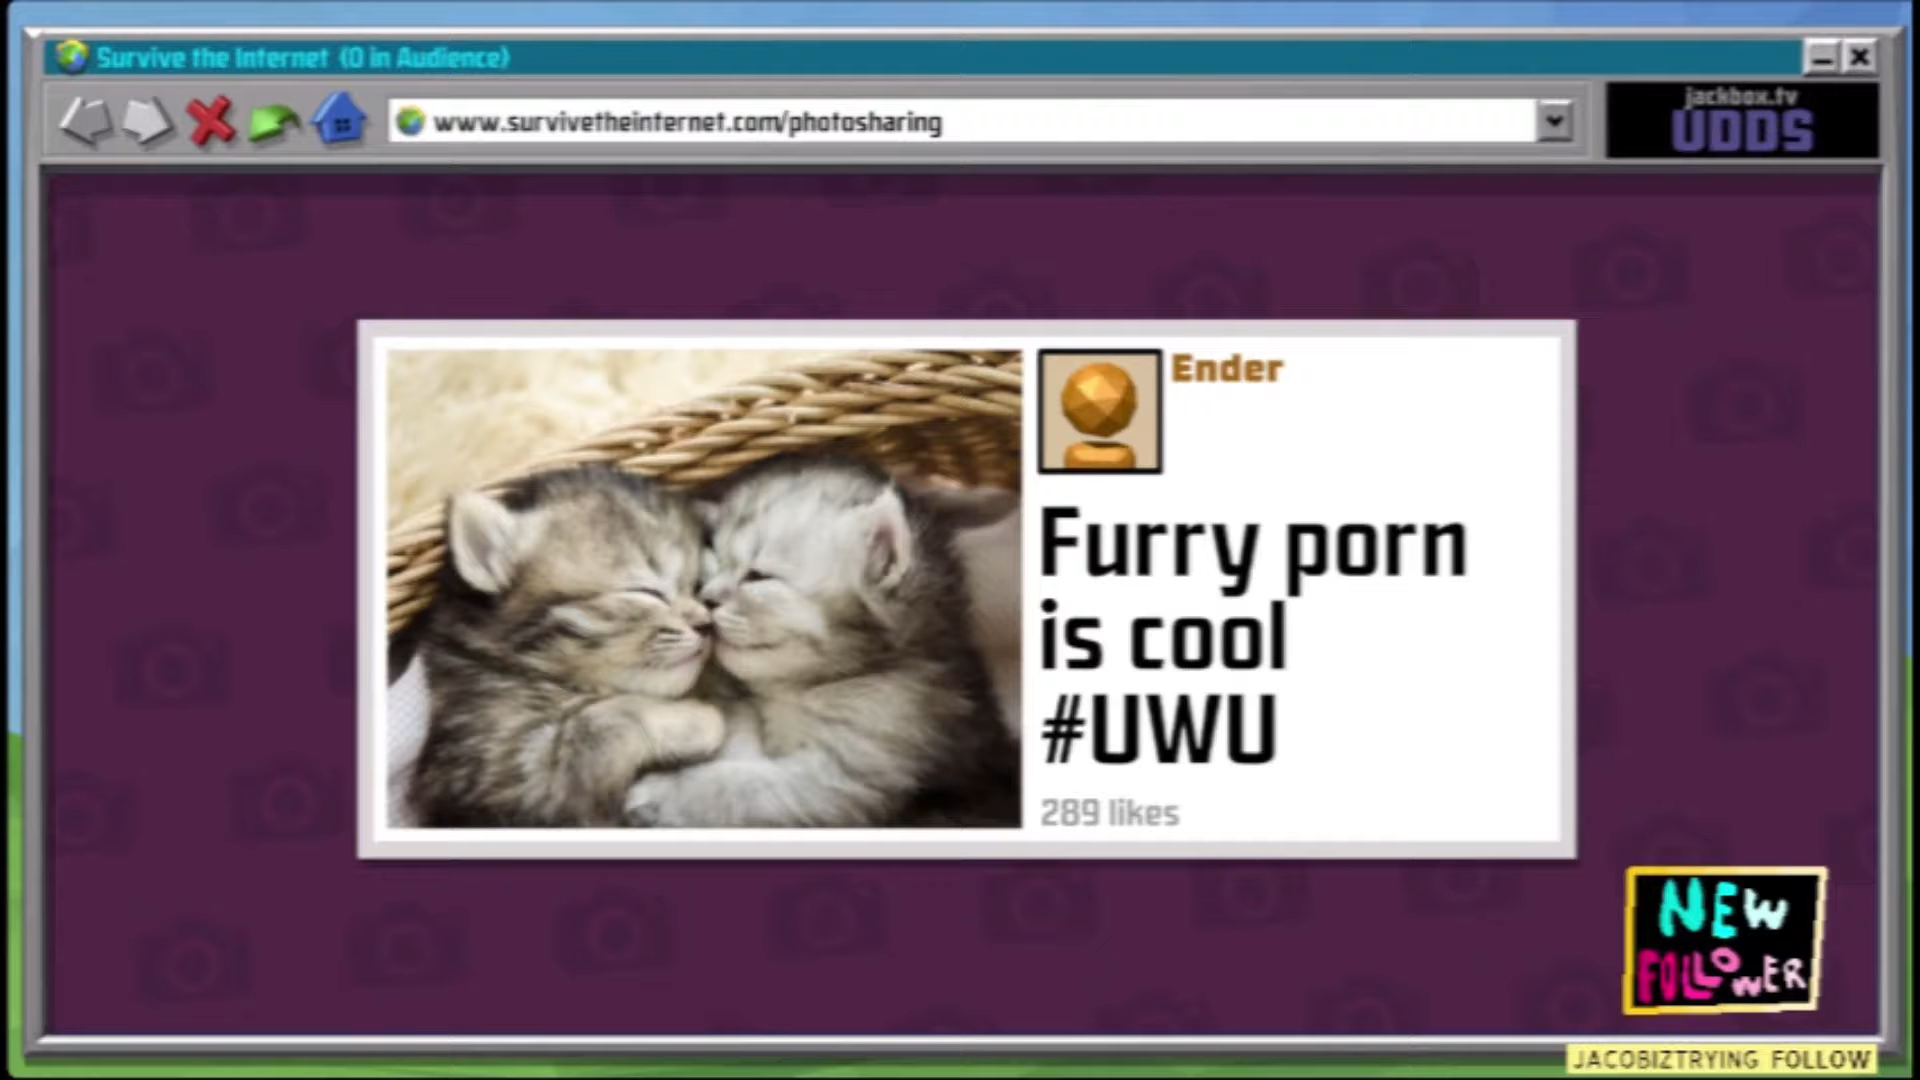 Survive the Internet (0 in Audience)
www.survivetheinternet.com/photosharing
jackbox.tv
UDDS
Ender
Furry porn
is cool
#UWU
289 likes
NEW
FOLLOWER
JACOBIZTRYING FOLLOW